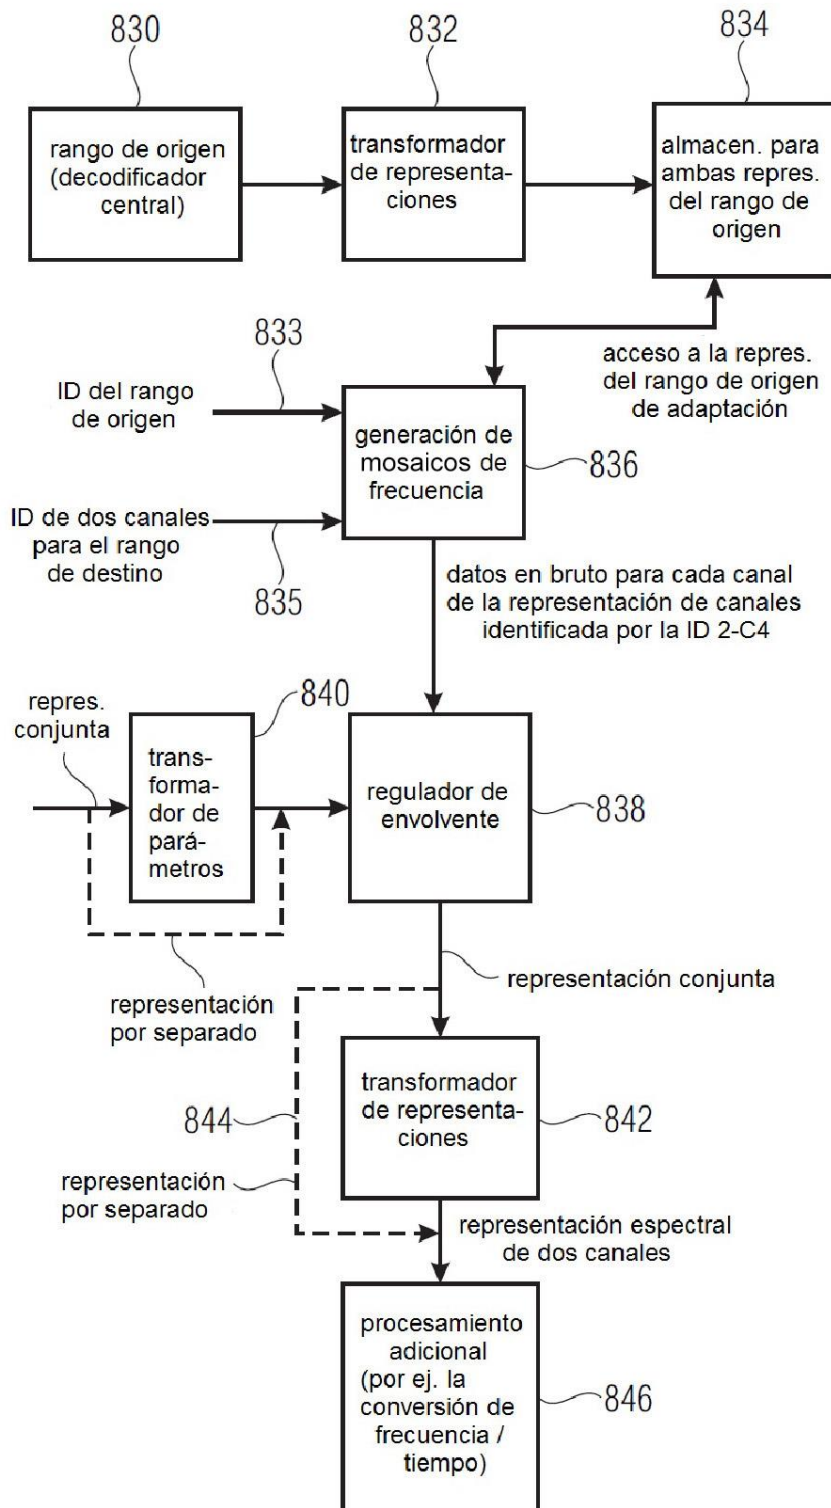 830
832
834
rango de origen
(decodificador
central)
transformador
de representa-
ciones
almacen. para
ambas repres.
del rango de
origen
833
acceso a la repres.
del rango de origen
de adaptación
ID del rango
de origen
generación de
mosaicos de
frecuencia
836
ID de dos canales
para el rango
de destino
835
datos en bruto para cada canal
de la representación de canales
identificada por la ID 2-C4
repres.
conjunta
840
trans-
forma-
dor de
pará-
metros
regulador de
envolvente
838
representación
por separado
representación conjunta
transformador
de representa-
ciones
842
844
representación
por separado
representación espectral
de dos canales
procesamiento
adicional
(por ej. la
conversión de
frecuencia /
tiempo)
846